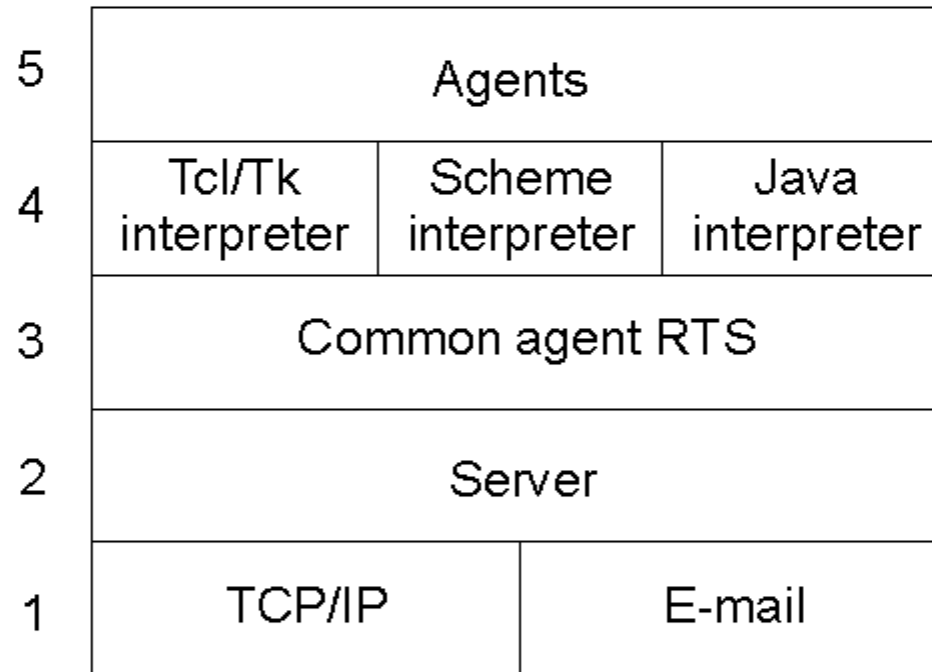 5
Agents
4
Tcl/Tk
interpreter
Scheme
interpreter
Java
interpreter
3
Common agent RTS
2
Server
1
TCP/IP
E-mail